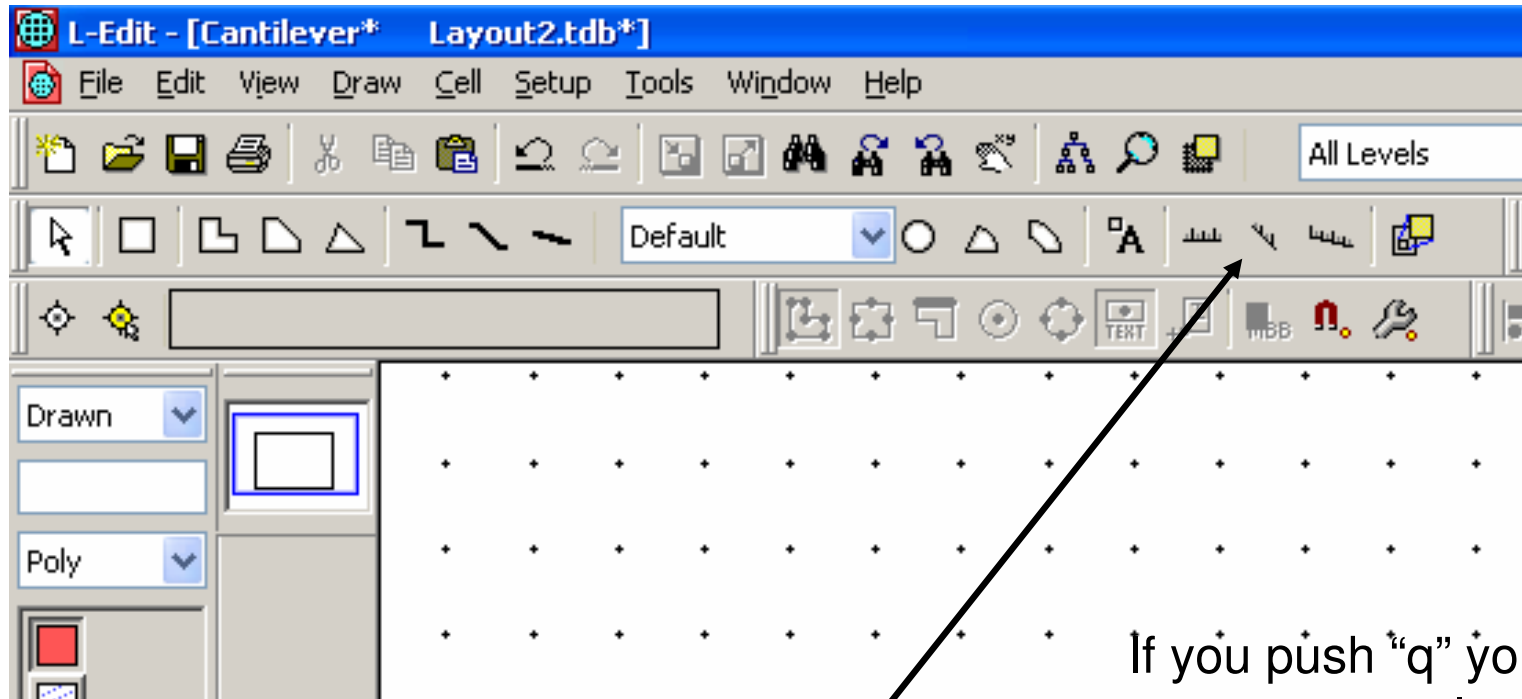 L-Edit - [Cantilever* Layout2.tdb*]
File Edit View Draw Cell Setup Tools Window Help
All Levels
Default
A
TEXT MBB
Drawn
Poly
If you push “q” yo